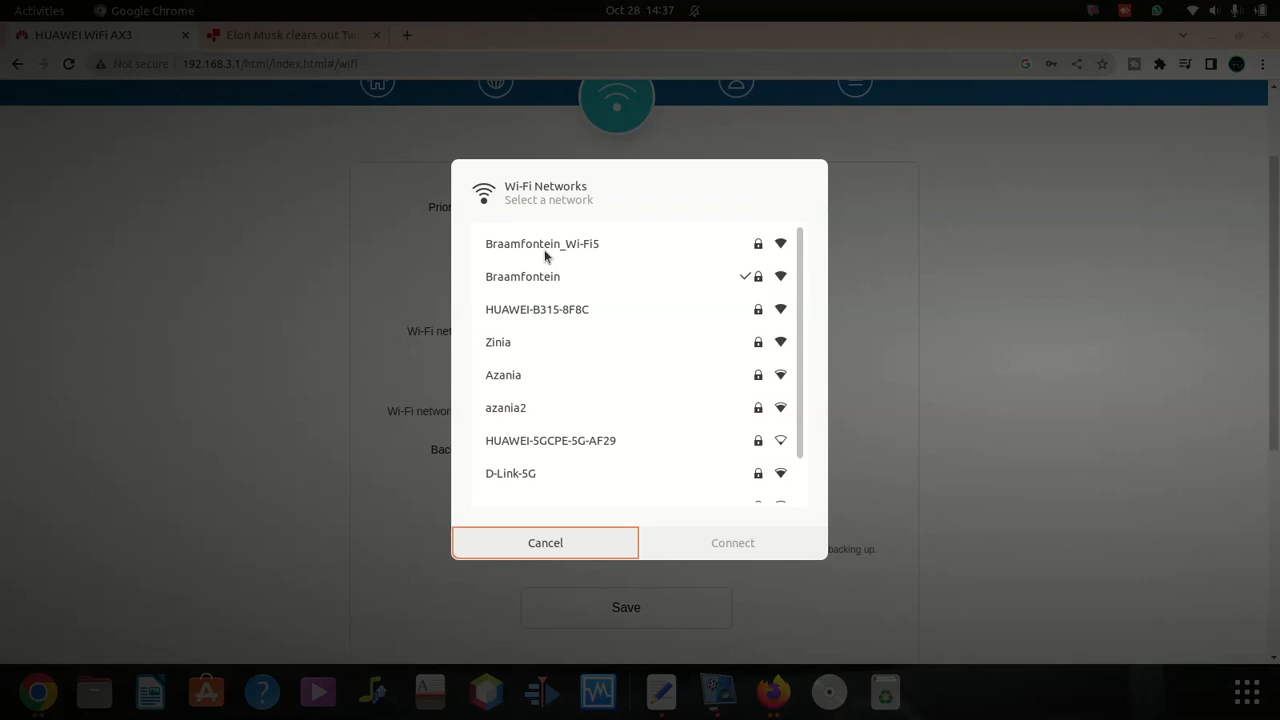 Activities
Google Chrome
Oct 28 14:37
HUAWEI WiFi AX3
Elon Musk clears out Tw
Not secure
192.168.3.1/html/index.html#/wifi
Wi-Fi Networks
Select a network
Prior
Braamfontein_Wi-Fi5
Braamfontein
HUAWEI-B315-8F8C
Wi-Fi net
Zinia
Azania
Wi-Fi network
azania2
Bac
HUAWEI-5GCPE-5G-AF29
D-Link-5G
Cancel
Connect
backing up.
Save